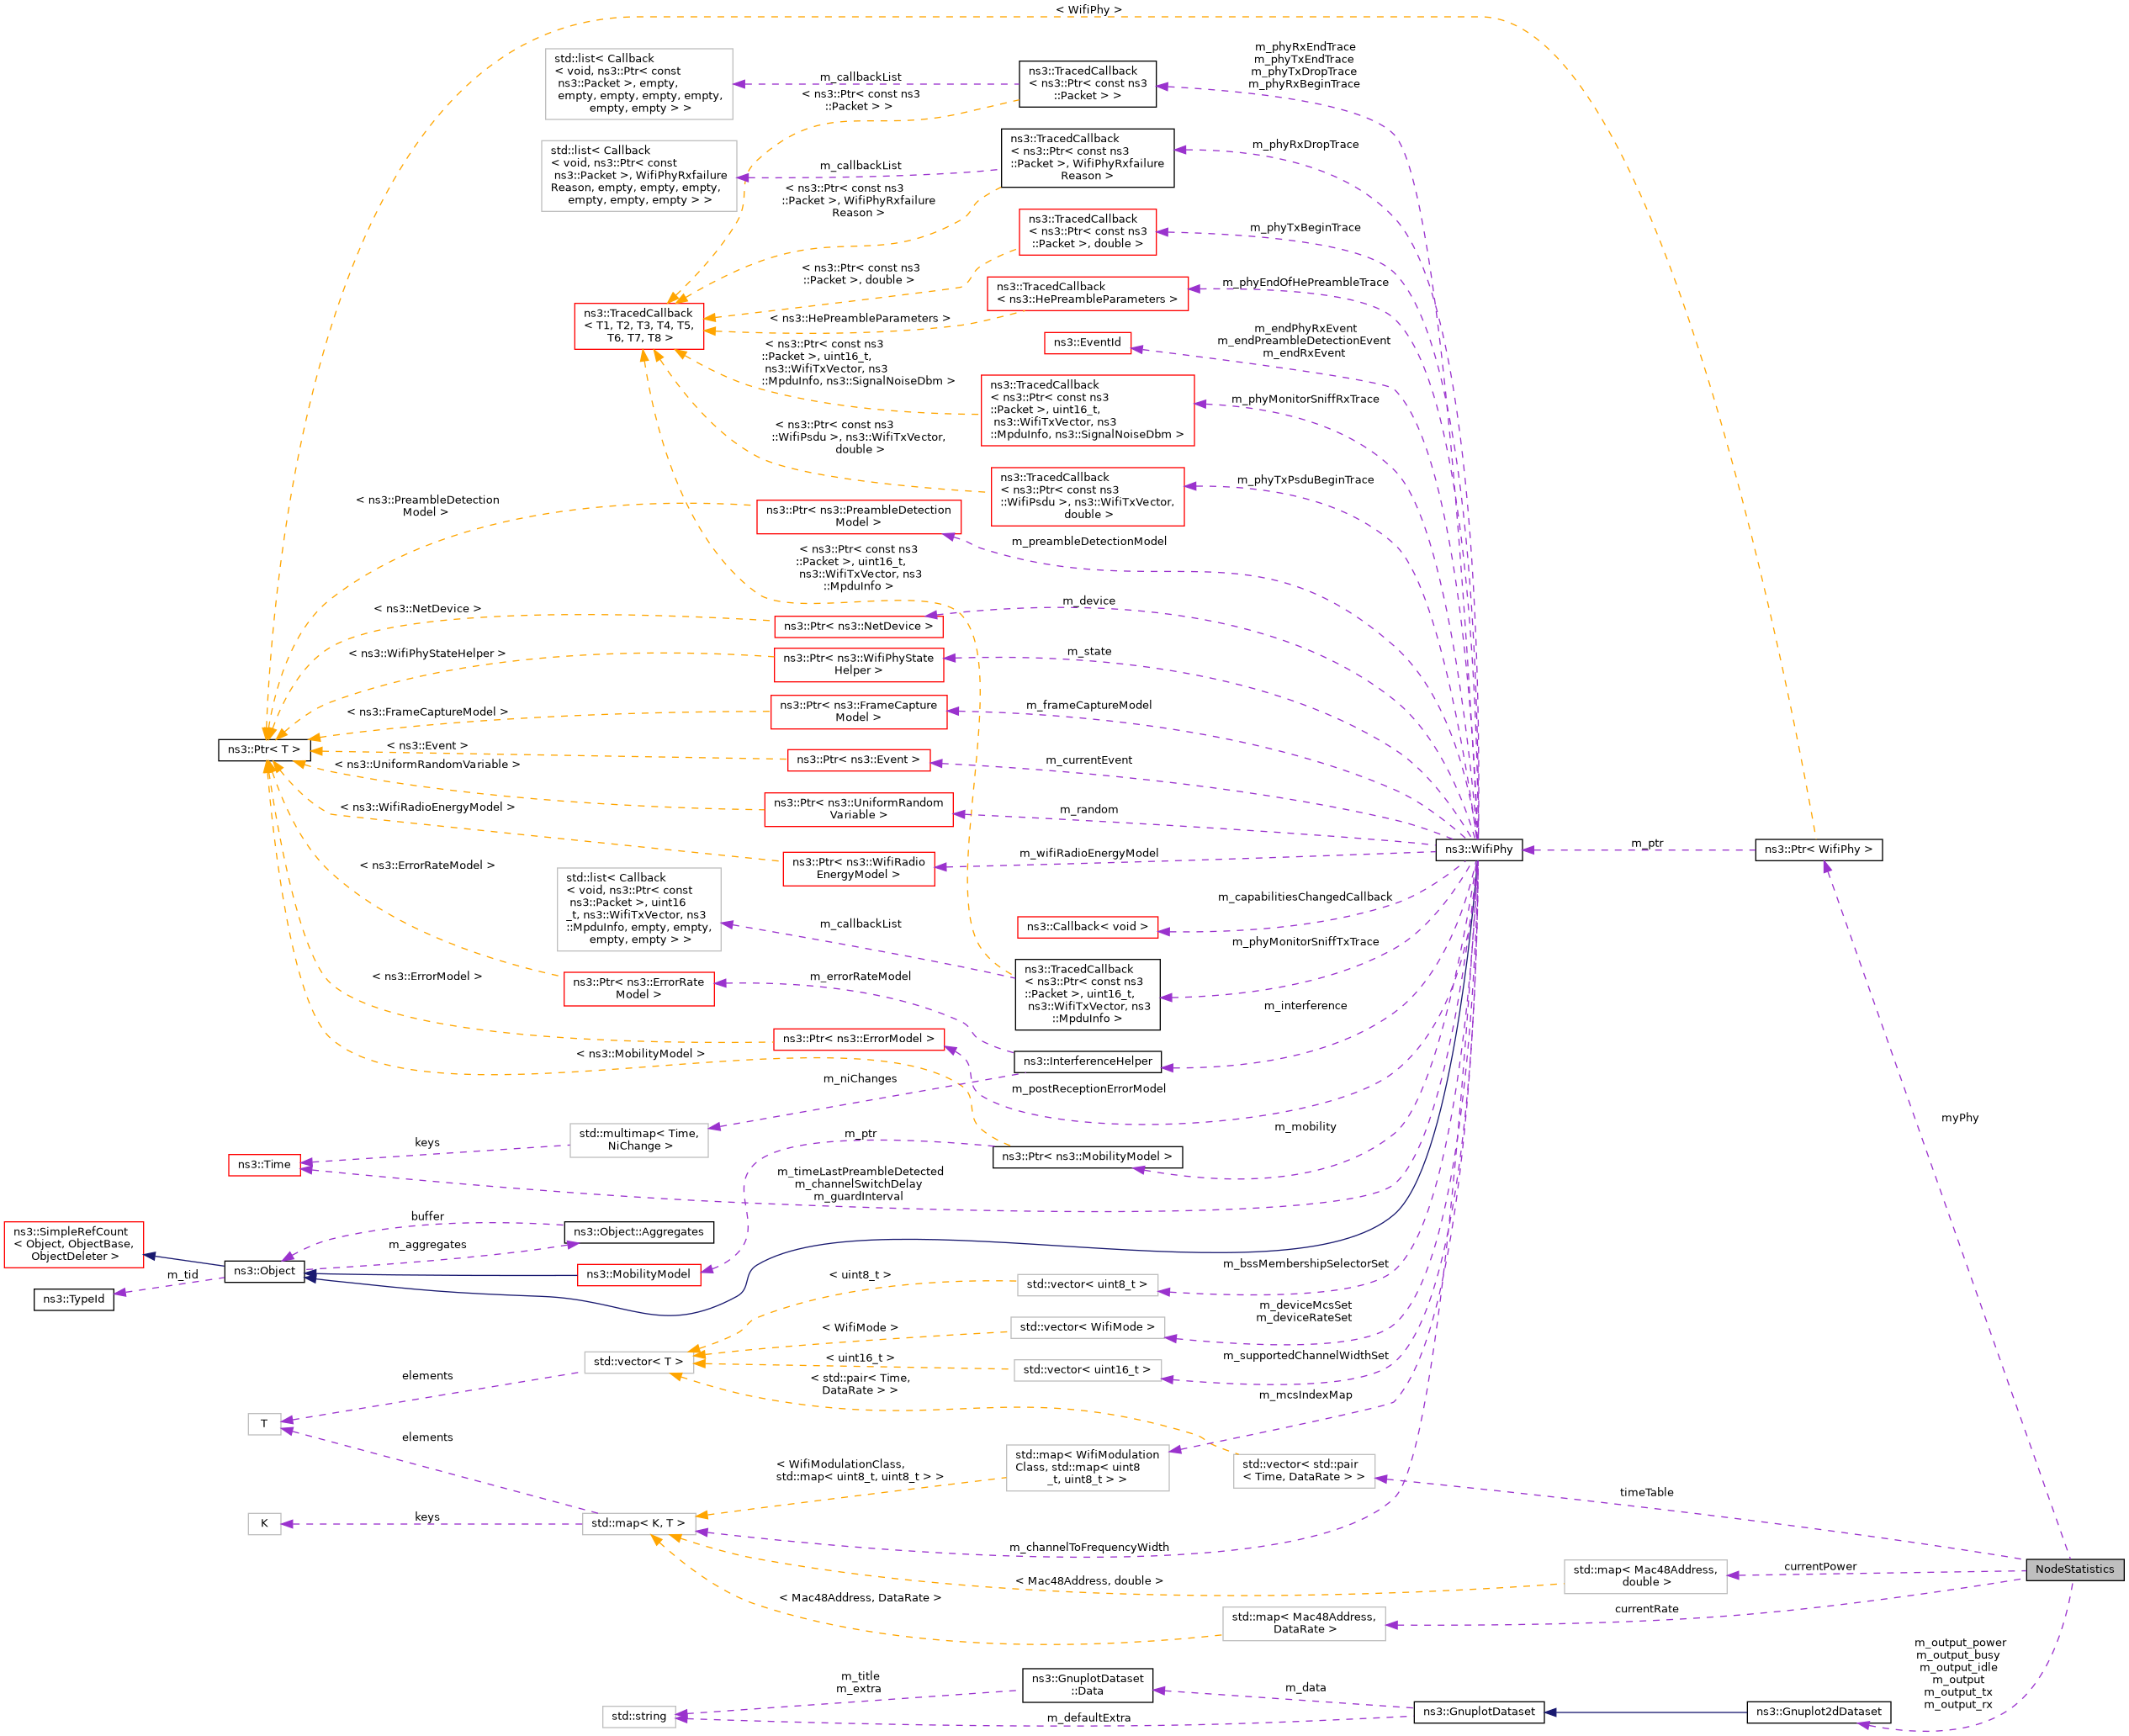 < WifiPhy >
std::list< Callback
< void, ns3::Ptr< const
ns3::Packet >, empty,
empty, empty, empty, empty,
empty, empty > >
m_callbackList
< ns3::Ptr< const ns3
::Packet > >
ns3::TracedCallback
< ns3::Ptr< const ns3
::Packet > >
m_phyRxEndTrace
m_phyTxEndTrace
m_phyTxDropTrace
m_phyRxBeginTrace
std::list< Callback
< void, ns3::Ptr< const
ns3::Packet >, WifiPhyRxfailure
Reason, empty, empty, empty,
empty, empty, empty > >
m_callbackList
< ns3::Ptr< const ns3
::Packet >, WifiPhyRxfailure
Reason >
ns3::TracedCallback
< ns3::Ptr< const ns3
::Packet >, WifiPhyRxfailure
Reason >
m_phyRxDropTrace
< ns3::Ptr< const ns3
::Packet >, double >
ns3::TracedCallback
< ns3::Ptr< const ns3
::Packet >, double >
m_phyTxBeginTrace
ns3::TracedCallback
< T1, T2, T3, T4, T5,
T6, T7, T8 >
< ns3::HePreambleParameters >
ns3::TracedCallback
< ns3::HePreambleParameters >
m_phyEndOfHePreambleTrace
ns3::EventId
m_endPhyRxEvent
m_endPreambleDetectionEvent
m_endRxEvent
< ns3::Ptr< const ns3
::Packet >, uint16_t,
ns3::WifiTxVector, ns3
::MpduInfo, ns3::SignalNoiseDbm >
ns3::TracedCallback
< ns3::Ptr< const ns3
::Packet >, uint16_t,
ns3::WifiTxVector, ns3
::MpduInfo, ns3::SignalNoiseDbm >
m_phyMonitorSniffRxTrace
< ns3::Ptr< const ns3
::WifiPsdu >, ns3::WifiTxVector,
double >
ns3::TracedCallback
< ns3::Ptr< const ns3
::WifiPsdu >, ns3::WifiTxVector,
double >
m_phyTxPsduBeginTrace
< ns3::PreambleDetection
Model >
ns3::Ptr< ns3::PreambleDetection
Model >
m_preambleDetectionModel
< ns3::Ptr< const ns3
::Packet >, uint16_t,
ns3::WifiTxVector, ns3
::MpduInfo >
< ns3::NetDevice >
ns3::Ptr< ns3::NetDevice >
m_device
< ns3::WifiPhyStateHelper >
ns3::Ptr< ns3::WifiPhyState
Helper >
m_state
< ns3::FrameCaptureModel >
ns3::Ptr< ns3::FrameCapture
Model >
m_frameCaptureModel
ns3::Ptr< T >
< ns3::Event >
ns3::Ptr< ns3::Event >
m_currentEvent
< ns3::UniformRandomVariable >
ns3::Ptr< ns3::UniformRandom
Variable >
m_random
< ns3::WifiRadioEnergyModel >
ns3::Ptr< ns3::WifiRadio
EnergyModel >
m_wifiRadioEnergyModel
ns3::WifiPhy
m_ptr
ns3::Ptr< WifiPhy >
< ns3::ErrorRateModel >
std::list< Callback
< void, ns3::Ptr< const
ns3::Packet >, uint16
_t, ns3::WifiTxVector, ns3
::MpduInfo, empty, empty,
empty, empty > >
m_callbackList
ns3::Callback< void >
m_capabilitiesChangedCallback
ns3::TracedCallback
< ns3::Ptr< const ns3
::Packet >, uint16_t,
ns3::WifiTxVector, ns3
::MpduInfo >
m_phyMonitorSniffTxTrace
< ns3::ErrorModel >
ns3::Ptr< ns3::ErrorRate
Model >
m_errorRateModel
m_interference
ns3::Ptr< ns3::ErrorModel >
ns3::InterferenceHelper
< ns3::MobilityModel >
m_niChanges
m_postReceptionErrorModel
myPhy
std::multimap< Time,
NiChange >
keys
m_ptr
ns3::Ptr< ns3::MobilityModel >
m_mobility
ns3::Time
m_timeLastPreambleDetected
m_channelSwitchDelay
m_guardInterval
ns3::SimpleRefCount
< Object, ObjectBase,
ObjectDeleter >
buffer
ns3::Object::Aggregates
m_aggregates
ns3::Object
m_tid
ns3::TypeId
ns3::MobilityModel
< uint8_t >
std::vector< uint8_t >
m_bssMembershipSelectorSet
< WifiMode >
std::vector< WifiMode >
m_deviceMcsSet
m_deviceRateSet
std::vector< T >
< uint16_t >
std::vector< uint16_t >
m_supportedChannelWidthSet
elements
< std::pair< Time,
DataRate > >
m_mcsIndexMap
T
elements
< WifiModulationClass,
std::map< uint8_t, uint8_t > >
std::map< WifiModulation
Class, std::map< uint8
_t, uint8_t > >
std::vector< std::pair
< Time, DataRate > >
timeTable
K
keys
std::map< K, T >
m_channelToFrequencyWidth
< Mac48Address, double >
std::map< Mac48Address,
double >
currentPower
NodeStatistics
< Mac48Address, DataRate >
std::map< Mac48Address,
DataRate >
currentRate
m_output_power
m_output_busy
m_output_idle
m_output
m_output_tx
m_output_rx
m_title
m_extra
ns3::GnuplotDataset
::Data
m_data
std::string
m_defaultExtra
ns3::GnuplotDataset
ns3::Gnuplot2dDataset